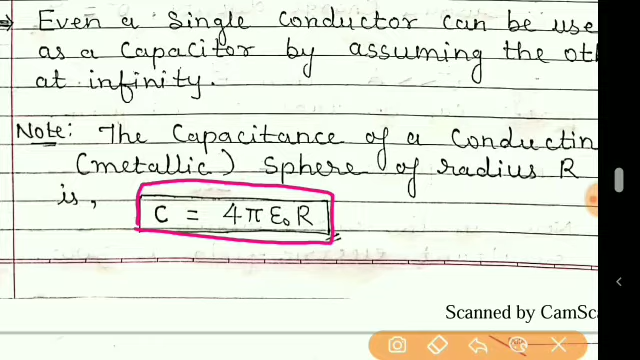 ⇒ Even a Single Conductor can be use
as a Capacitor by assuming the oth
at infinity.
Note: The Capacitance of a Conductin
(metallic) Sphere of radius R
is,
C = 4πε₀R
Scanned by CamSca